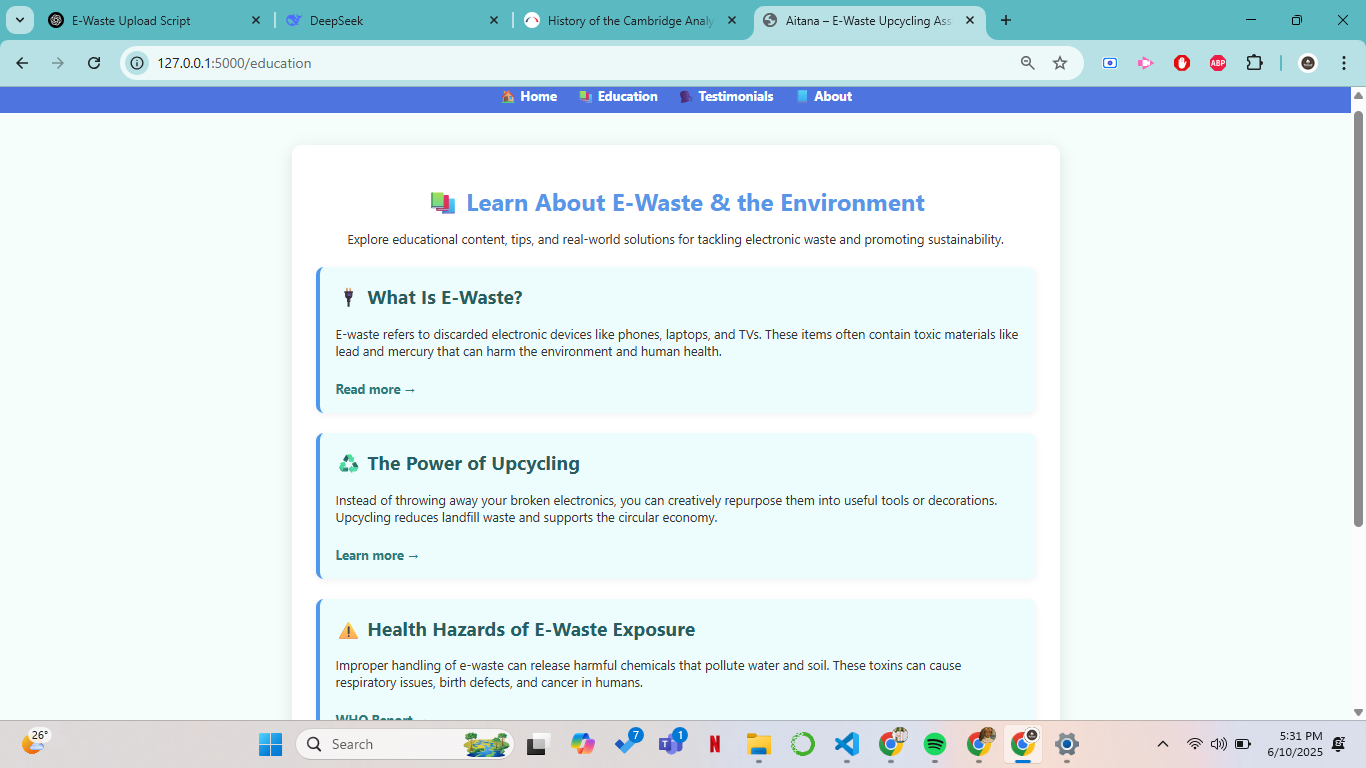 E-Waste Upload Script
DeepSeek
History of the Cambridge Analy
Aitana – E-Waste Upcycling Ass
127.0.0.1:5000/education
ABP
Home Education Testimonials About
Learn About E-Waste & the Environment
Explore educational content, tips, and real-world solutions for tackling electronic waste and promoting sustainability.
What Is E-Waste?
E-waste refers to discarded electronic devices like phones, laptops, and TVs. These items often contain toxic materials like
lead and mercury that can harm the environment and human health.
Read more →
The Power of Upcycling
Instead of throwing away your broken electronics, you can creatively repurpose them into useful tools or decorations.
Upcycling reduces landfill waste and supports the circular economy.
Learn more →
Health Hazards of E-Waste Exposure
Improper handling of e-waste can release harmful chemicals that pollute water and soil. These toxins can cause
respiratory issues, birth defects, and cancer in humans.
WHO Report →
26°
Search
7
1
N
5:31 PM
6/10/2025